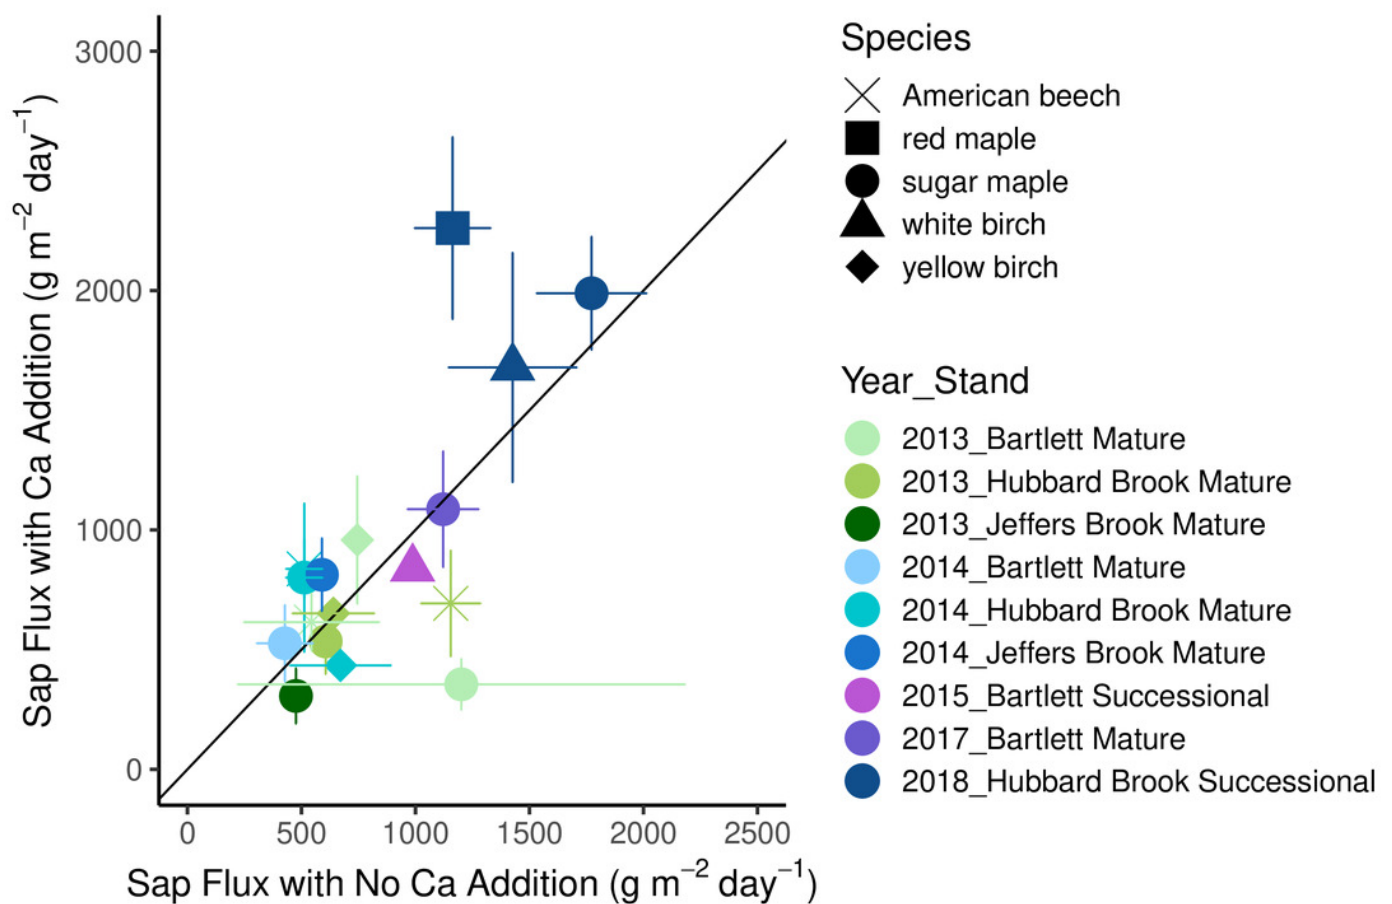 Sap Flux with Ca Addition (g m⁻² day⁻¹)
3000
2000
1000
0
0 500 1000 1500 2000 2500
Sap Flux with No Ca Addition (g m⁻² day⁻¹)
Species
American beech
red maple
sugar maple
white birch
yellow birch
Year_Stand
2013_Bartlett Mature
2013_Hubbard Brook Mature
2013_Jeffers Brook Mature
2014_Bartlett Mature
2014_Hubbard Brook Mature
2014_Jeffers Brook Mature
2015_Bartlett Successional
2017_Bartlett Mature
2018_Hubbard Brook Successional